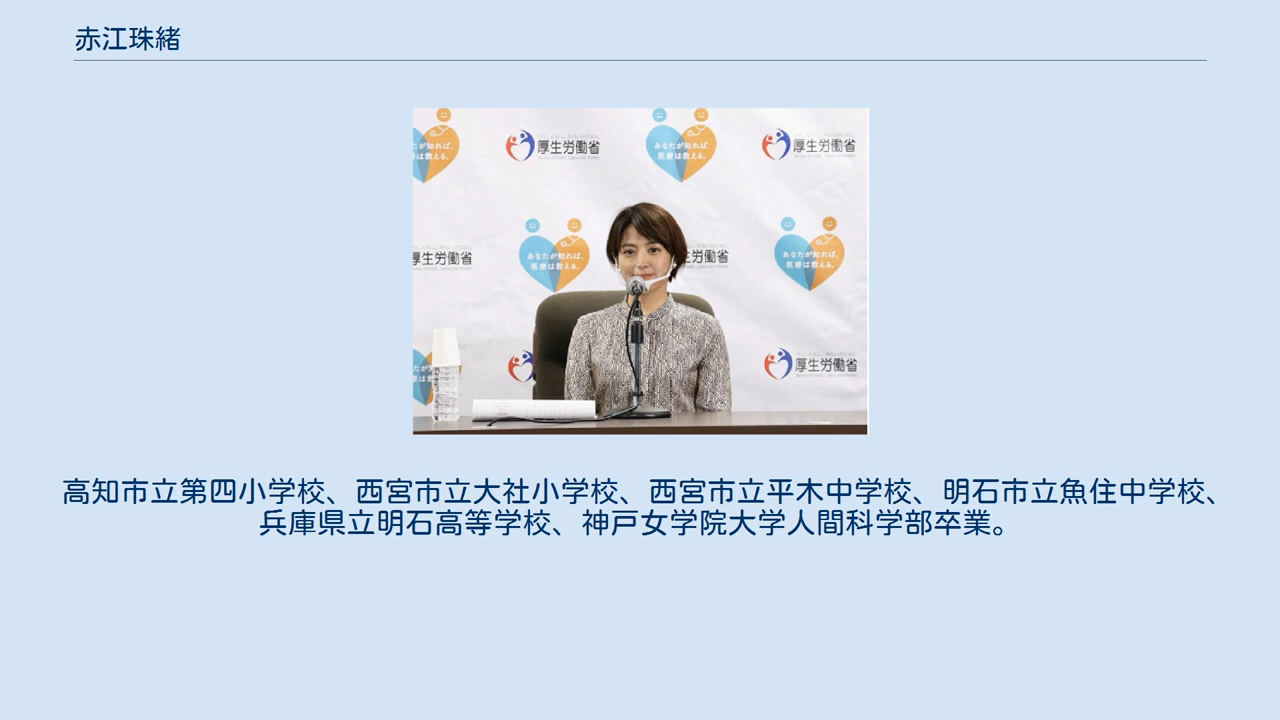 赤江珠緒
厚生労働省
あなたが知れば、
医療は救える。
厚生労働省
厚生労働省
生労働省
あなたが知れば、
医療は救える。
あなたが知れば、
医療は救える。
厚生労働省
高知市立第四小学校、西宮市立大社小学校、西宮市立平木中学校、明石市立魚住中学校、
兵庫県立明石高等学校、神戸女学院大学人間科学部卒業。